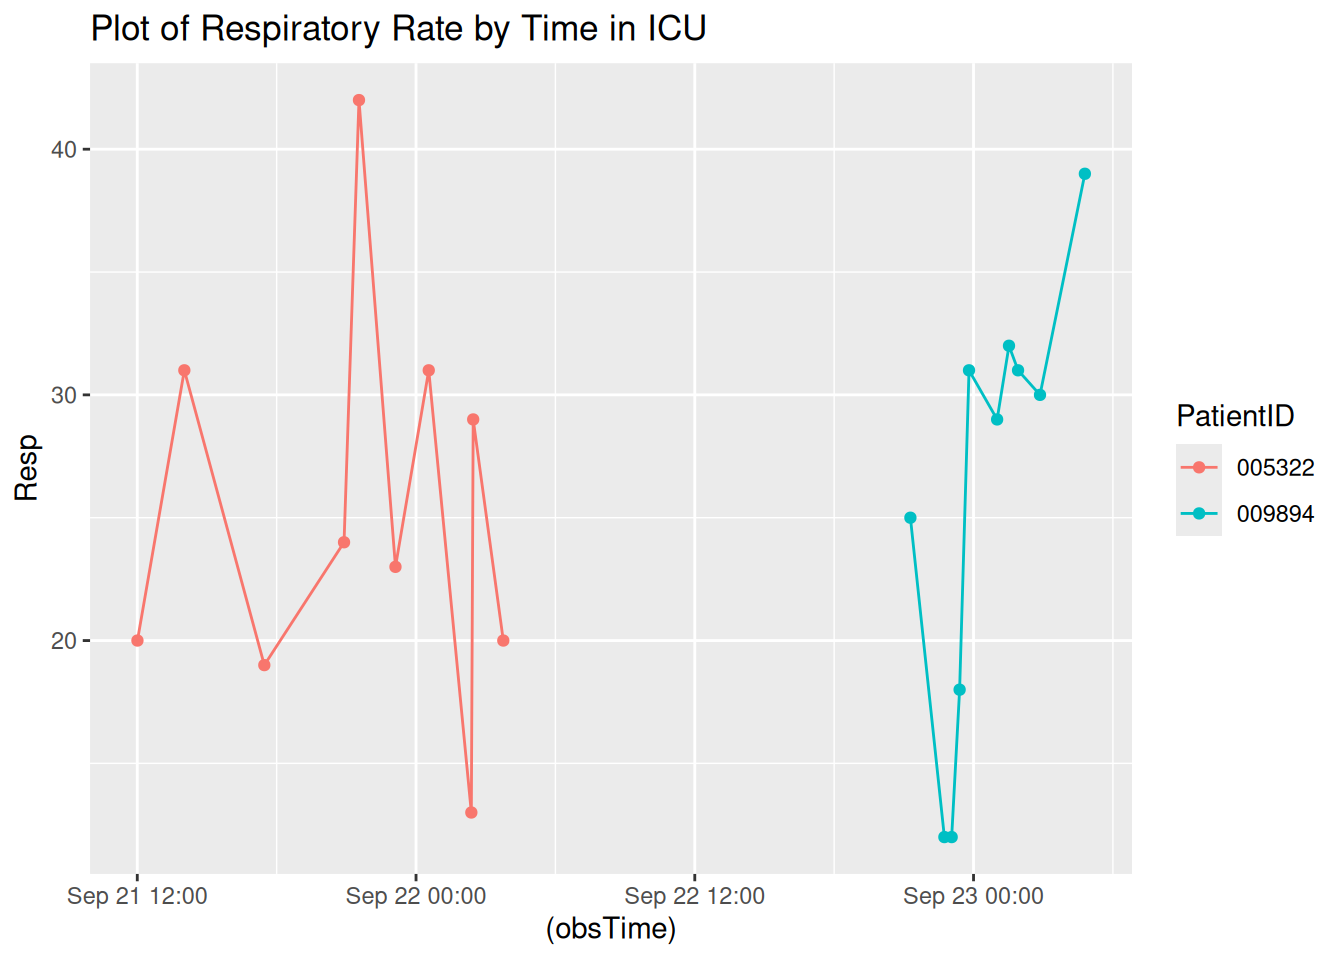 Plot of Respiratory Rate by Time in ICU
40
30
20
Resp
Sep 21 12:00
Sep 22 00:00
Sep 22 12:00
Sep 23 00:00
(obsTime)
PatientID
005322
009894